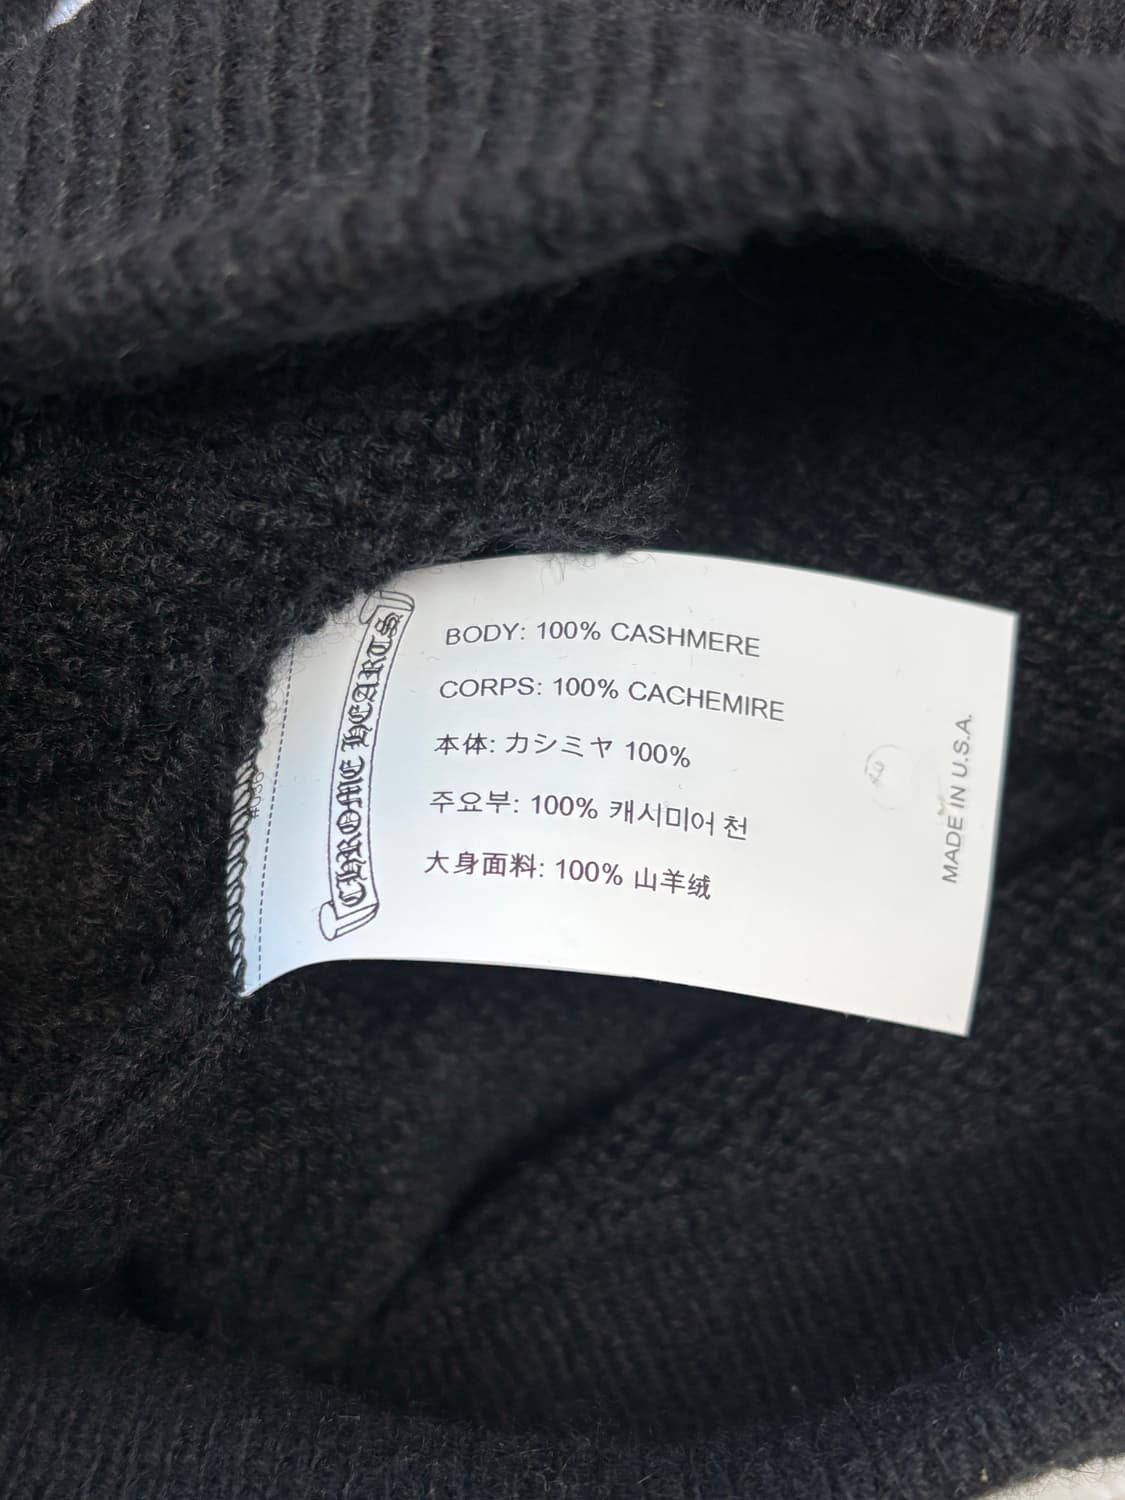 CHROME HEARTS
BODY: 100% CASHMERE
CORPS: 100% CACHEMIRE
本体: カシミヤ 100%
주요부: 100% 캐시미어 천
大身面料: 100% 山羊绒
MADE IN U.S.A.